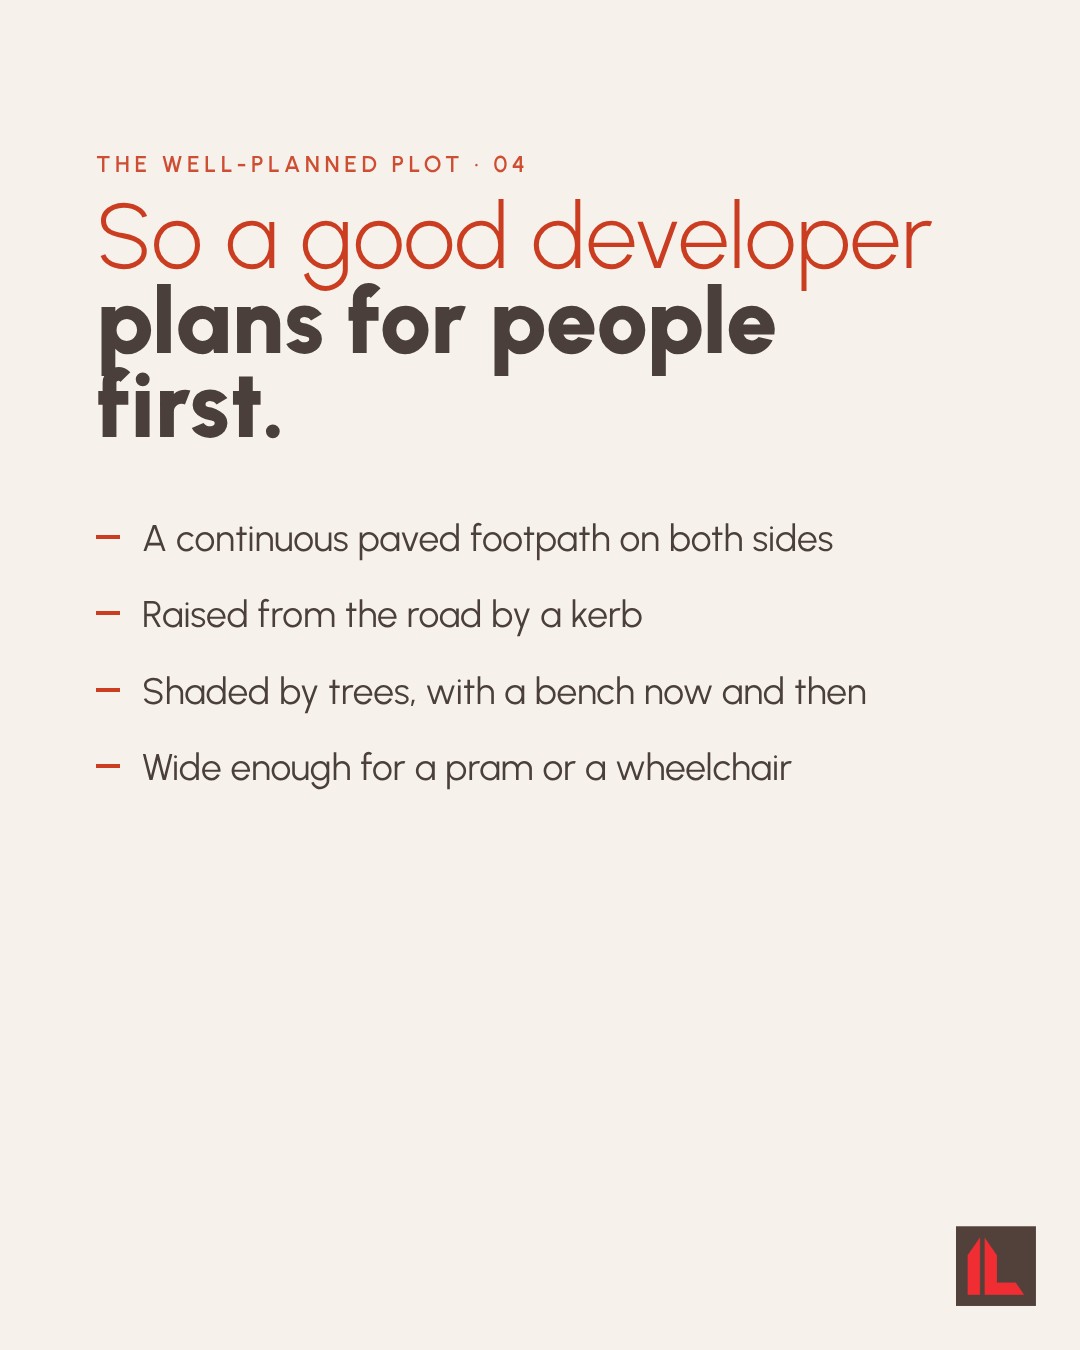 THE WELL-PLANNED PLOT · 04
So a good developer
plans for people
first.
A continuous paved footpath on both sides
Raised from the road by a kerb
Shaded by trees, with a bench now and then
Wide enough for a pram or a wheelchair
IL